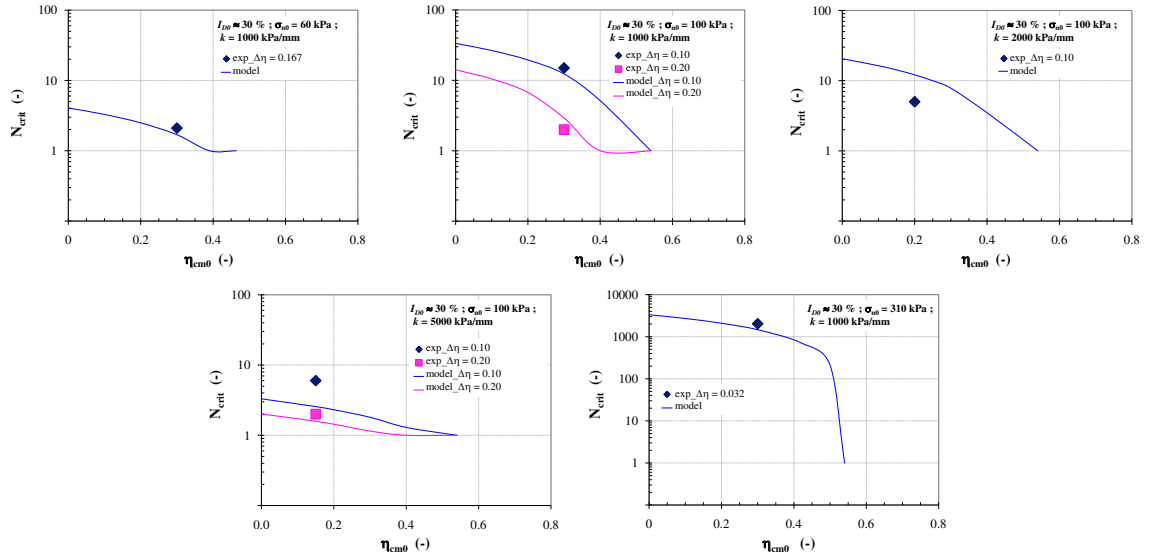 I_D0 ≈ 30 % ; σ_n0 = 60 kPa ;
k = 1000 kPa/mm
exp_Δη = 0.167
model
100
10
1
N_crit (-)
0 0.2 0.4 0.6 0.8
η_cm0 (-)
I_D0 ≈ 30 % ; σ_n0 = 100 kPa ;
k = 1000 kPa/mm
exp_Δη = 0.10
exp_Δη = 0.20
model_Δη = 0.10
model_Δη = 0.20
100
10
1
N_crit (-)
0 0.2 0.4 0.6 0.8
η_cm0 (-)
I_D0 ≈ 30 % ; σ_n0 = 100 kPa ;
k = 2000 kPa/mm
exp_Δη = 0.10
model
100
10
1
N_crit (-)
0 0.2 0.4 0.6 0.8
η_cm0 (-)
I_D0 ≈ 30 % ; σ_n0 = 100 kPa ;
k = 5000 kPa/mm
exp_Δη = 0.10
exp_Δη = 0.20
model_Δη = 0.10
model_Δη = 0.20
100
10
1
N_crit (-)
0.0 0.2 0.4 0.6 0.8
η_cm0 (-)
I_D0 ≈ 30 % ; σ_n0 = 310 kPa ;
k = 1000 kPa/mm
exp_Δη = 0.032
model
10000
1000
100
10
1
N_crit (-)
0 0.2 0.4 0.6 0.8
η_cm0 (-)